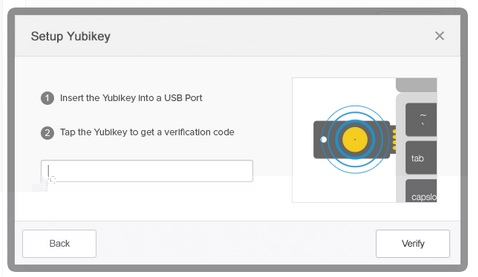 Setup Yubikey
1 Insert the Yubikey into a USB Port
2 Tap the Yubikey to get a verification code
~
`
tab
capslo
Back
Verify